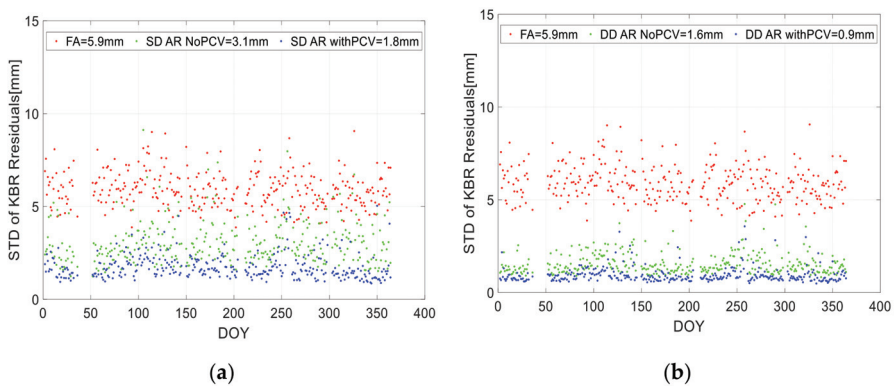 15
FA=5.9mm SD AR NoPCV=3.1mm SD AR withPCV=1.8mm
10
5
0
STD of KBR Rresiduals[mm]
0 50 100 150 200 250 300 350 400
DOY
(a)
15
FA=5.9mm DD AR NoPCV=1.6mm DD AR withPCV=0.9mm
10
5
0
STD of KBR Rresiduals[mm]
0 50 100 150 200 250 300 350 400
DOY
(b)